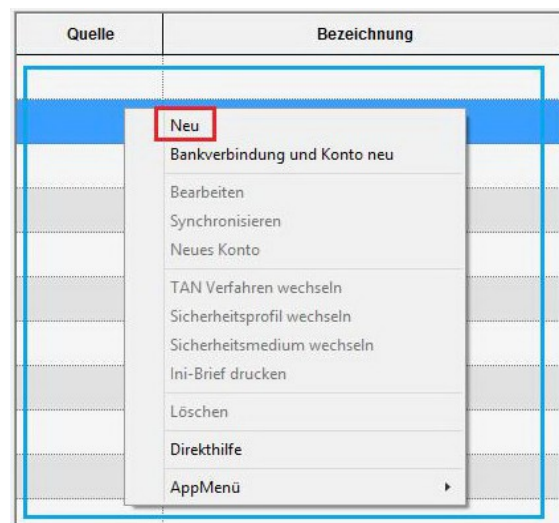 Quelle Bezeichnung
Neu
Bankverbindung und Konto neu
Bearbeiten
Synchronisieren
Neues Konto
TAN Verfahren wechseln
Sicherheitsprofil wechseln
Sicherheitsmedium wechseln
Ini-Brief drucken
Löschen
Direkthilfe
AppMenü